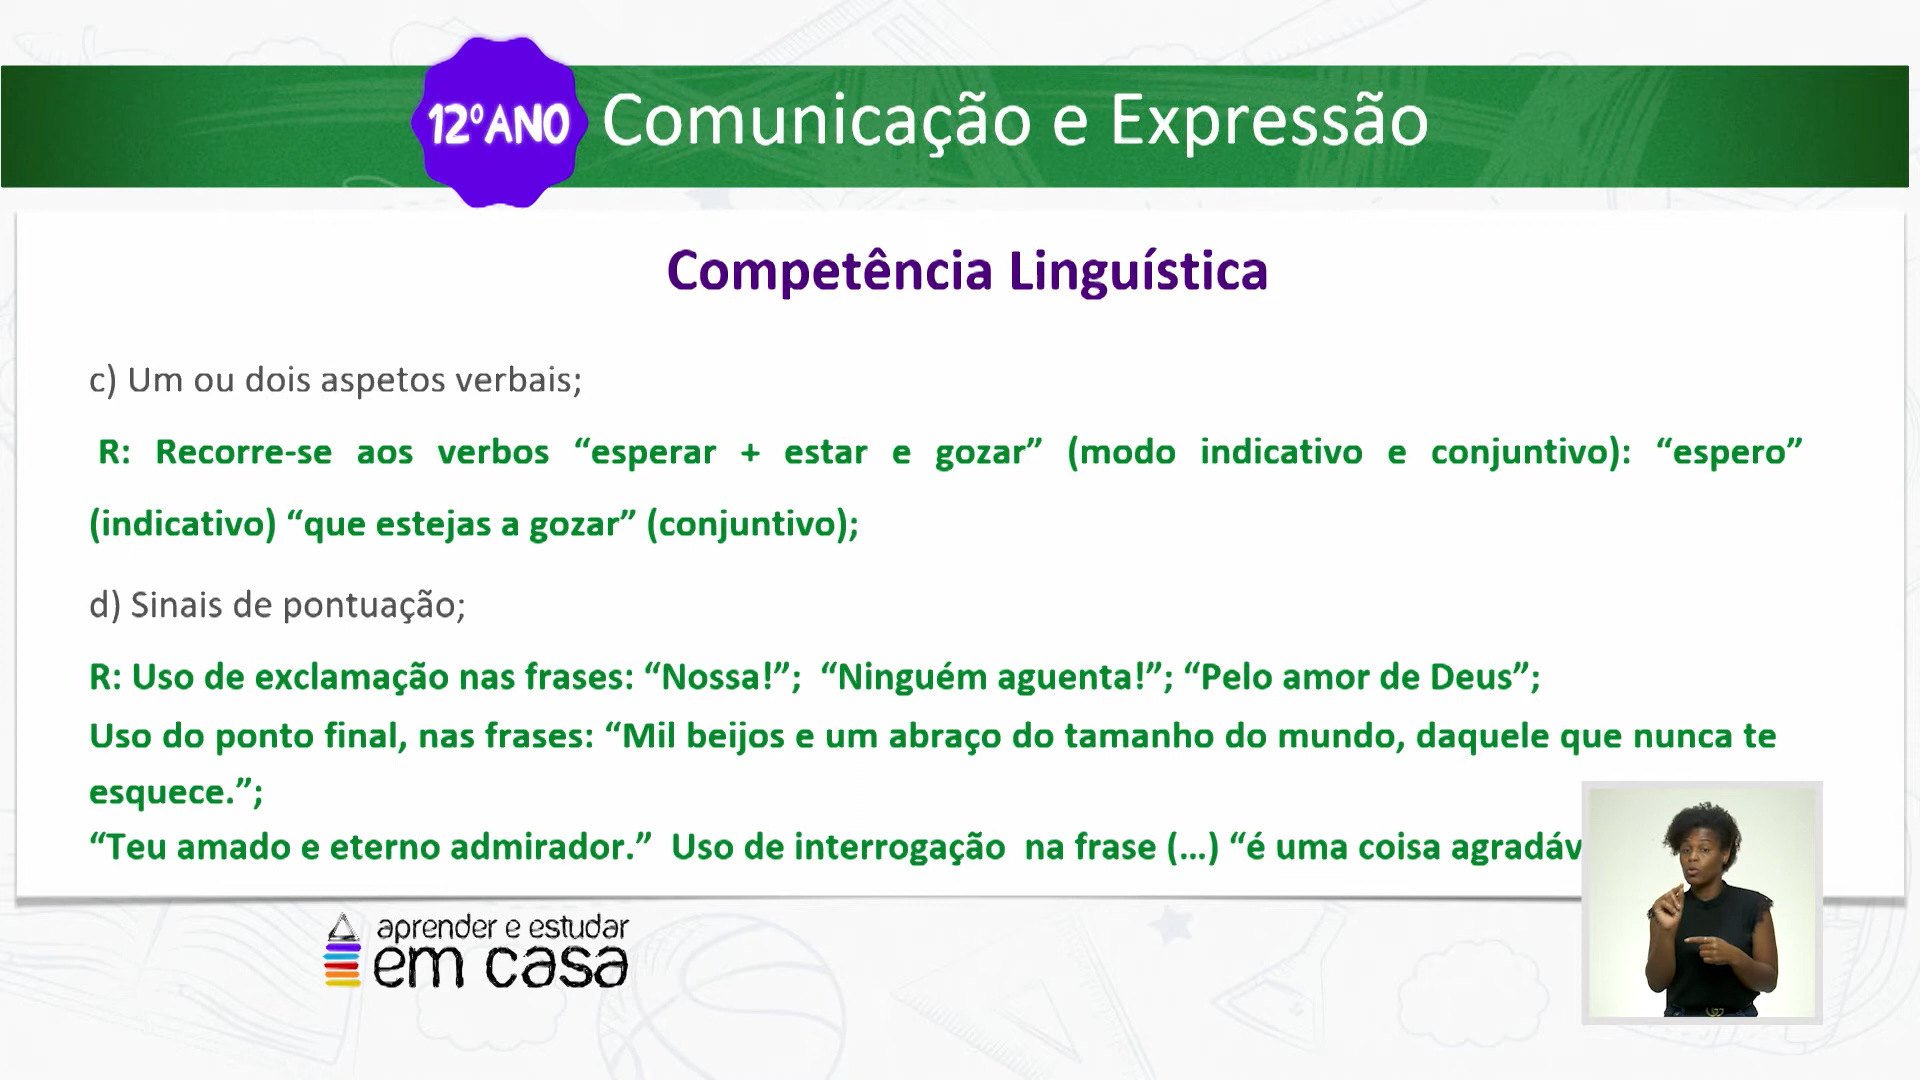 12ºANO Comunicação e Expressão
Competência Linguística
c) Um ou dois aspetos verbais;
R: Recorre-se aos verbos “esperar + estar e gozar” (modo indicativo e conjuntivo): “espero”
(indicativo) “que estejas a gozar” (conjuntivo);
d) Sinais de pontuação;
R: Uso de exclamação nas frases: “Nossa!”; “Ninguém aguenta!”; “Pelo amor de Deus”;
Uso do ponto final, nas frases: “Mil beijos e um abraço do tamanho do mundo, daquele que nunca te
esquece.”;
“Teu amado e eterno admirador.” Uso de interrogação na frase (...) “é uma coisa
aprender e estudar
em casa